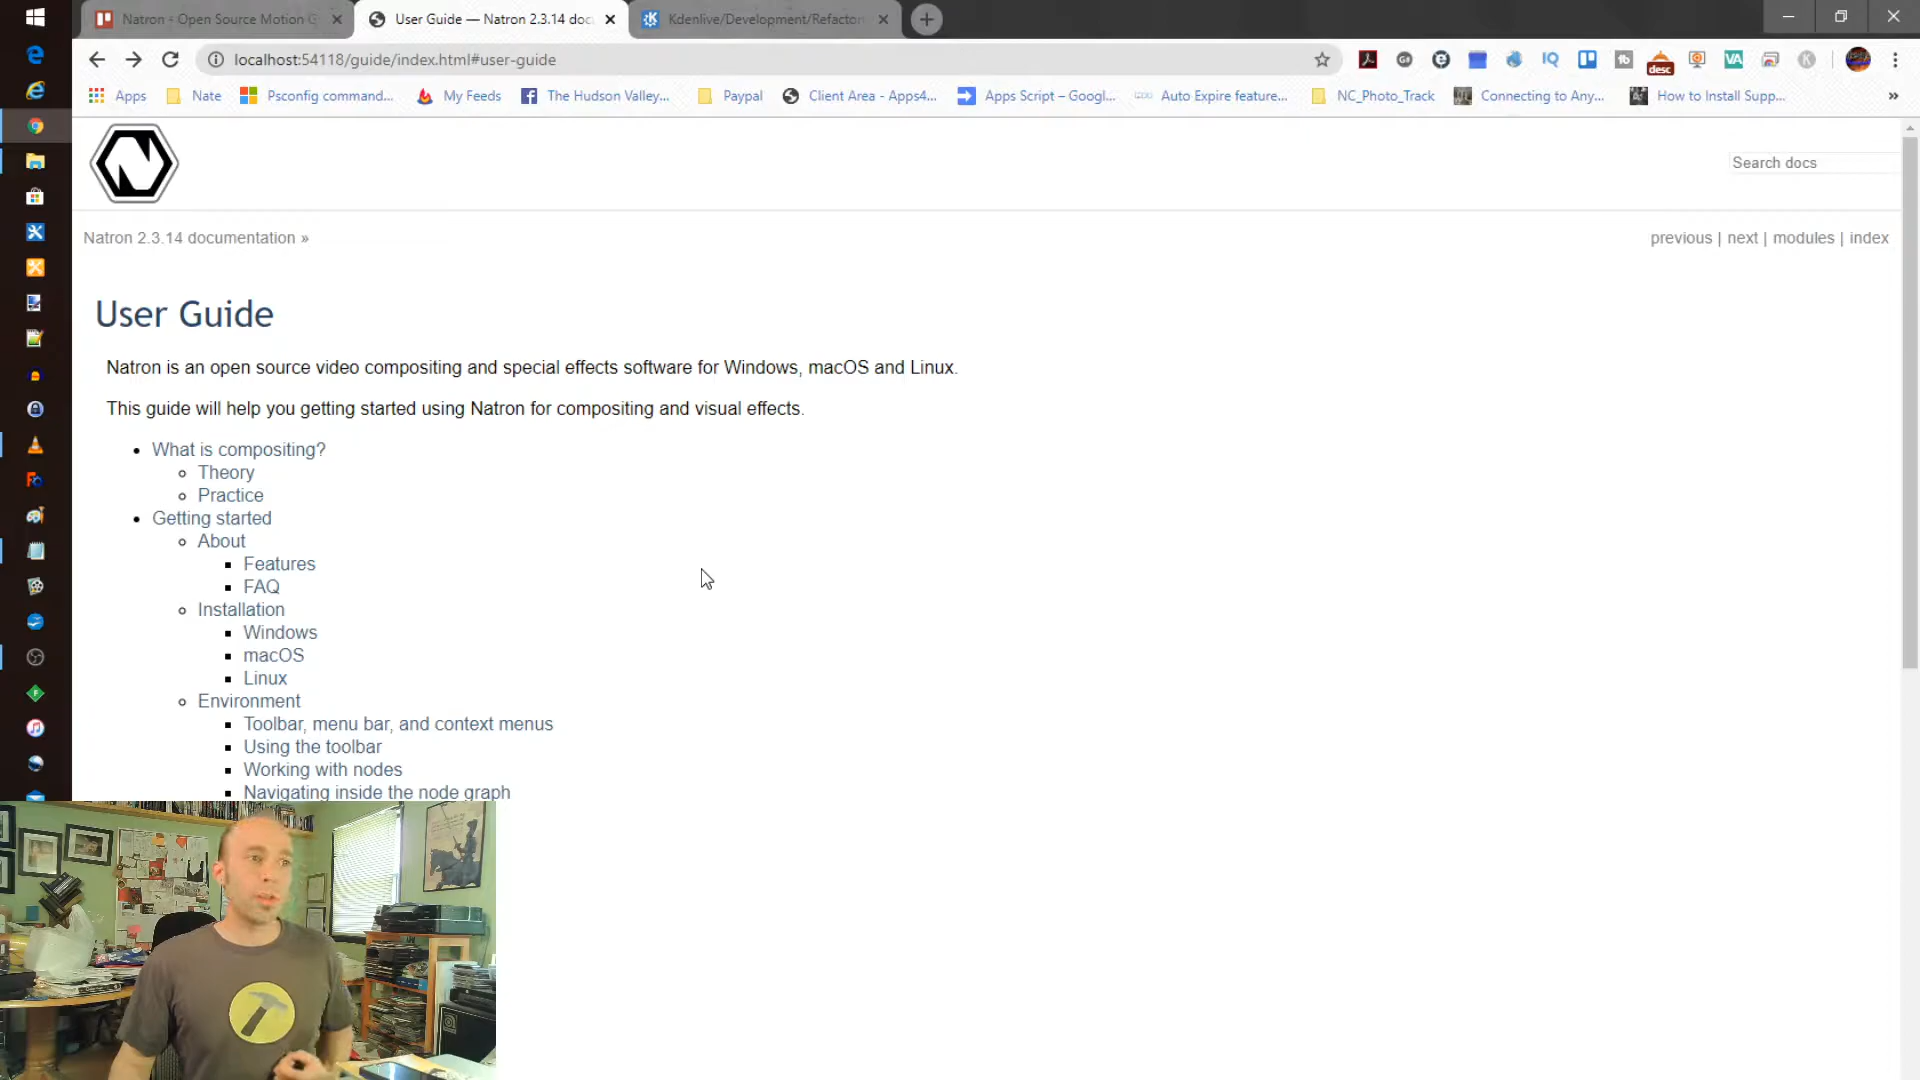 Natron - Open Source Motion G
User Guide — Natron 2.3.14 doc
Kdenlive/Development/Refactor
localhost:54118/guide/index.html#user-guide
Apps
Nate
Psconfig command...
My Feeds
The Hudson Valley...
Paypal
Client Area - Apps4...
Apps Script – Googl...
Auto Expire feature...
NC_Photo_Track
Connecting to Any...
How to Install Supp...
»
IQ
desc
VA
K
N
Search docs
Natron 2.3.14 documentation »
previous | next | modules | index
User Guide
Natron is an open source video compositing and special effects software for Windows, macOS and Linux.
This guide will help you getting started using Natron for compositing and visual effects.
What is compositing?
Theory
Practice
Getting started
About
Features
FAQ
Installation
Windows
macOS
Linux
Environment
Toolbar, menu bar, and context menus
Using the toolbar
Working with nodes
Navigating inside the node graph